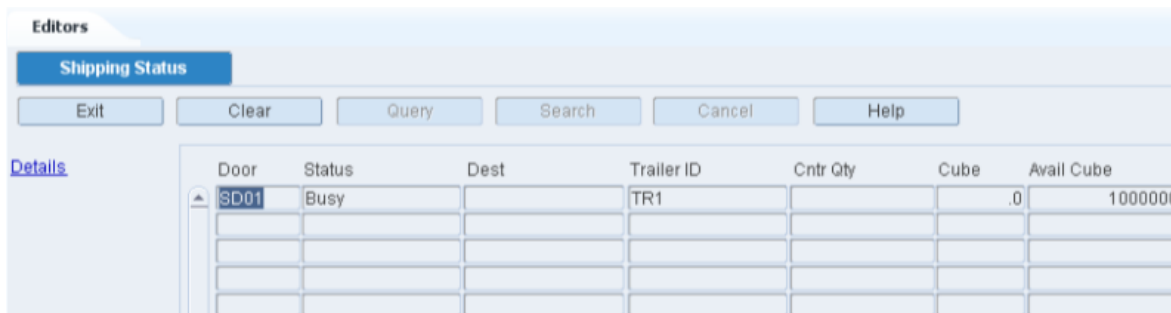 Editors
Shipping Status
Exit Clear Query Search Cancel Help
Details
Door Status Dest Trailer ID Cntr Qty Cube Avail Cube
SD01 Busy TR1 .0